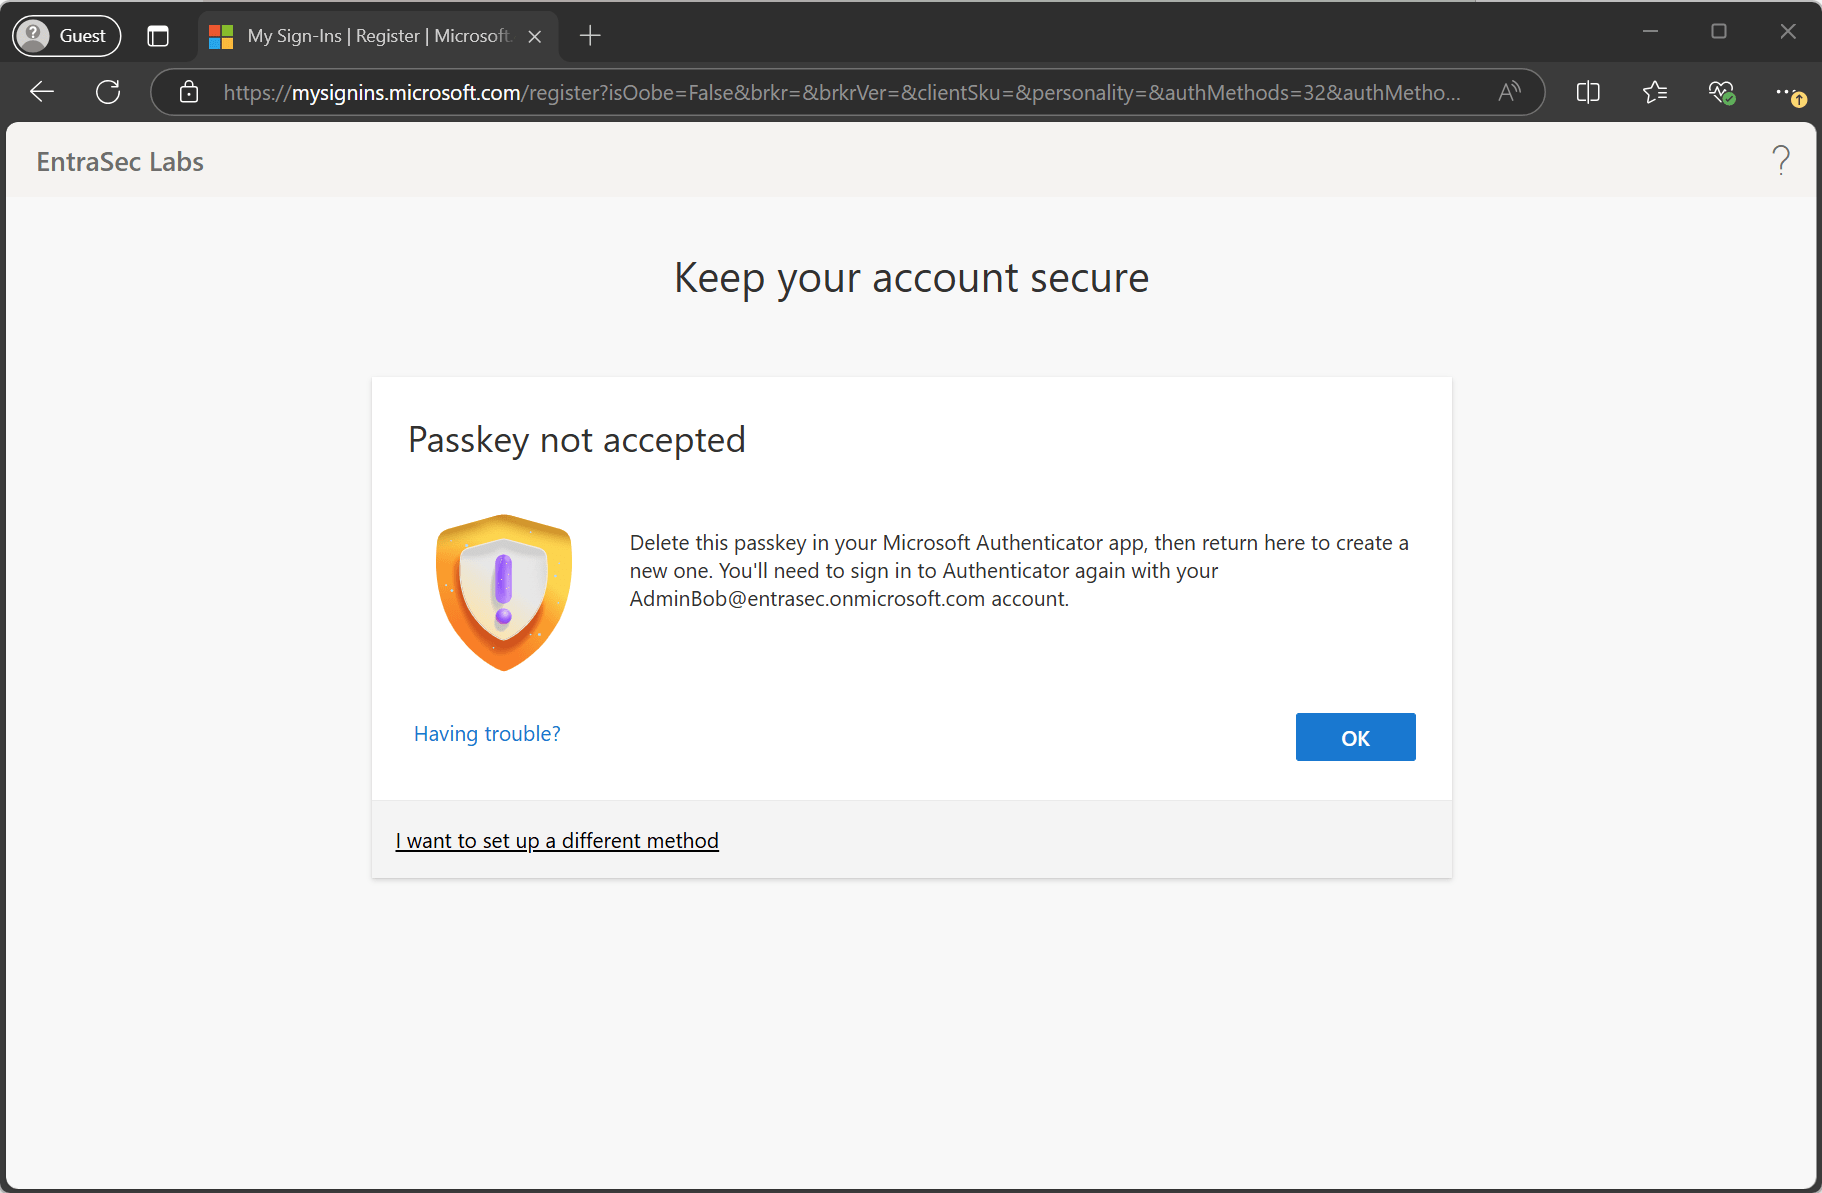 Guest
My Sign-Ins | Register | Microsoft.
https://mysignins.microsoft.com/register?isOobe=False&brkr=&brkrVer=&clientSku=&personality=&authMethods=32&authMetho...
EntraSec Labs
Keep your account secure
Passkey not accepted
Delete this passkey in your Microsoft Authenticator app, then return here to create a
new one. You'll need to sign in to Authenticator again with your
AdminBob@entrasec.onmicrosoft.com account.
Having trouble?
OK
I want to set up a different method